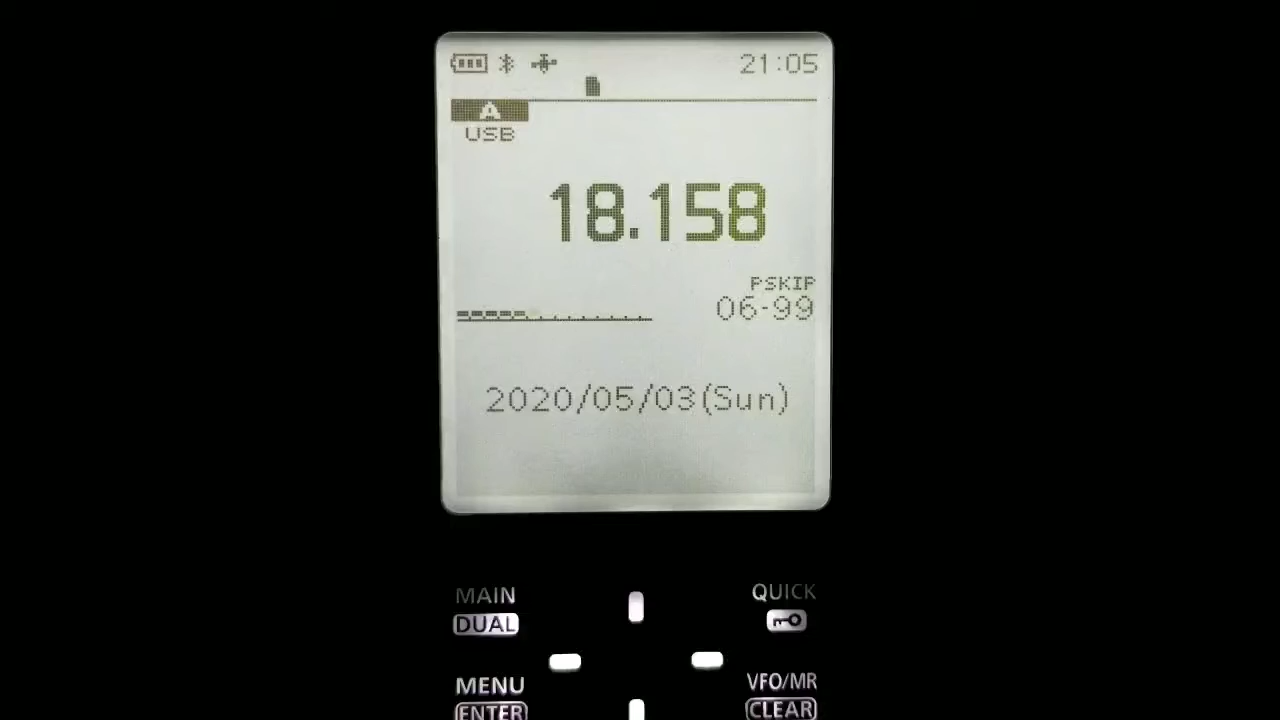 21:05
A
USB
18.158
PSKIP
06-99
2020/05/03(Sun)
MAIN
QUICK
DUAL
MENU
VFO/MR
ENTER
CLEAR